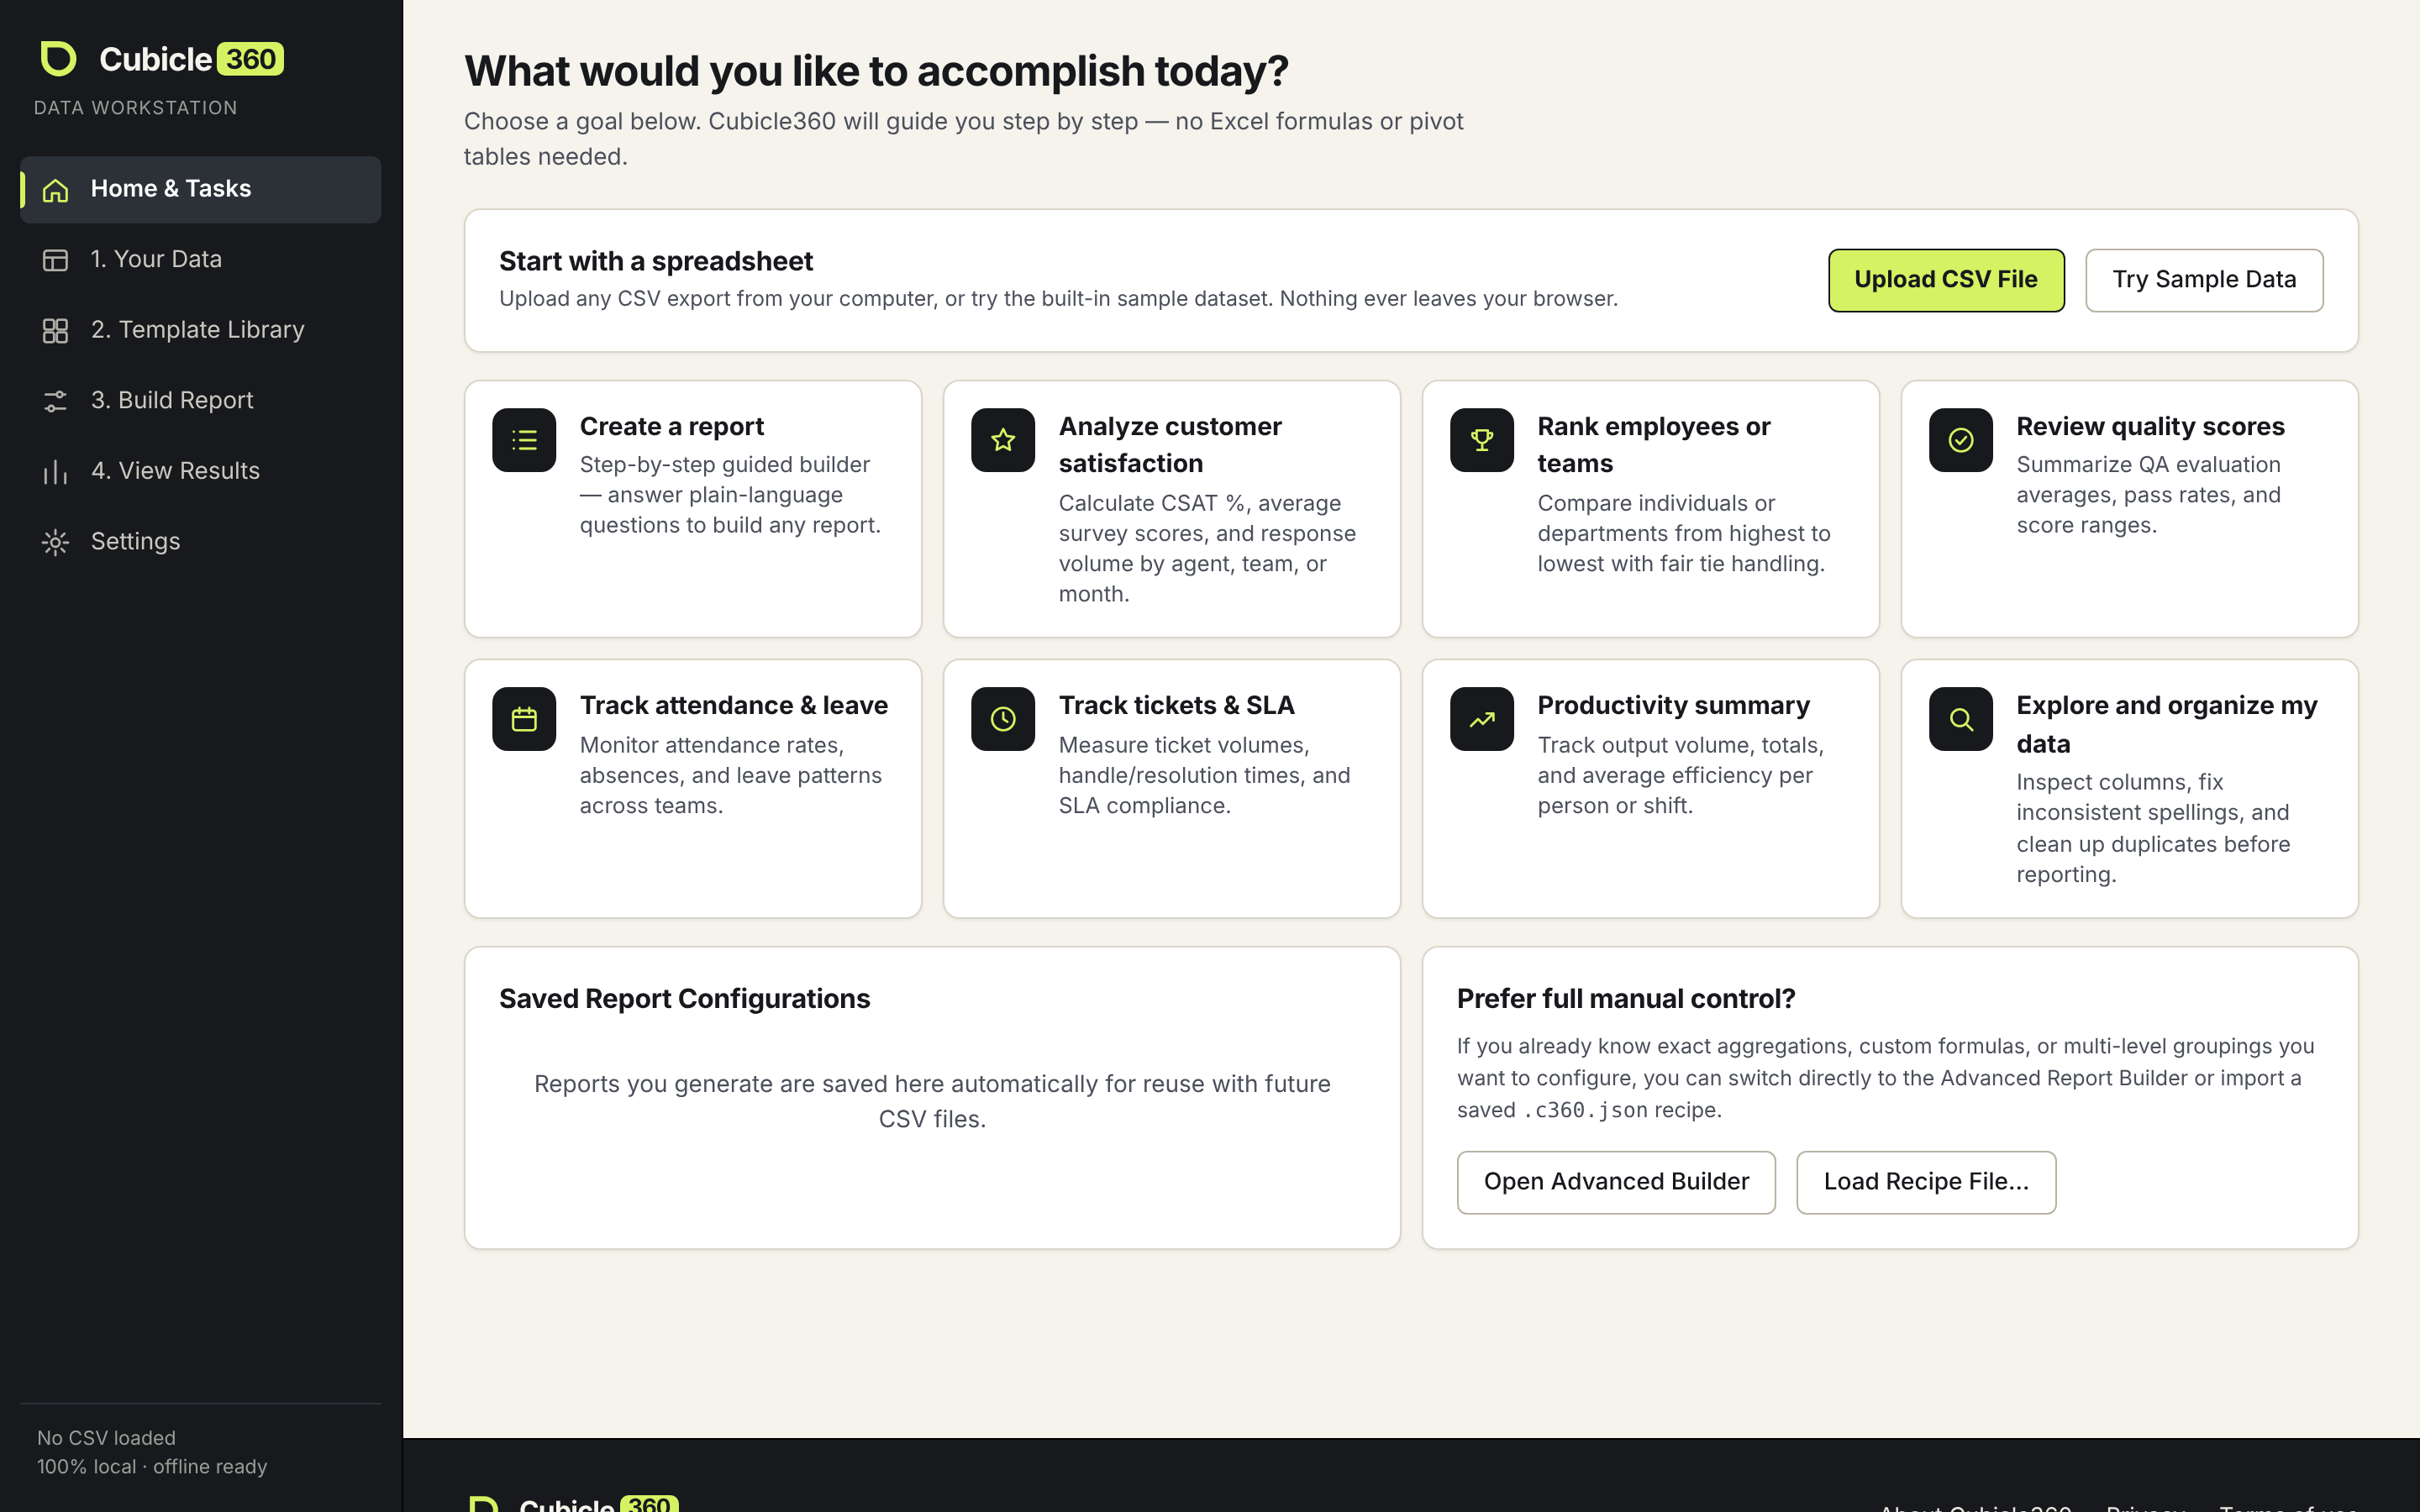 Cubicle 360
DATA WORKSTATION
Home & Tasks
1. Your Data
2. Template Library
3. Build Report
4. View Results
Settings
No CSV loaded
100% local · offline ready
What would you like to accomplish today?
Choose a goal below. Cubicle360 will guide you step by step — no Excel formulas or pivot
tables needed.
Start with a spreadsheet
Upload any CSV export from your computer, or try the built-in sample dataset. Nothing ever leaves your browser.
Upload CSV File
Try Sample Data
Create a report
Step-by-step guided builder
— answer plain-language
questions to build any report.
Analyze customer
satisfaction
Calculate CSAT %, average
survey scores, and response
volume by agent, team, or
month.
Rank employees or
teams
Compare individuals or
departments from highest to
lowest with fair tie handling.
Review quality scores
Summarize QA evaluation
averages, pass rates, and
score ranges.
Track attendance & leave
Monitor attendance rates,
absences, and leave patterns
across teams.
Track tickets & SLA
Measure ticket volumes,
handle/resolution times, and
SLA compliance.
Productivity summary
Track output volume, totals,
and average efficiency per
person or shift.
Explore and organize my
data
Inspect columns, fix
inconsistent spellings, and
clean up duplicates before
reporting.
Saved Report Configurations
Reports you generate are saved here automatically for reuse with future
CSV files.
Prefer full manual control?
If you already know exact aggregations, custom formulas, or multi-level groupings you
want to configure, you can switch directly to the Advanced Report Builder or import a
saved .c360.json recipe.
Open Advanced Builder
Load Recipe File...
Cubicle 360
About Cubicle360
Privacy
Terms of use